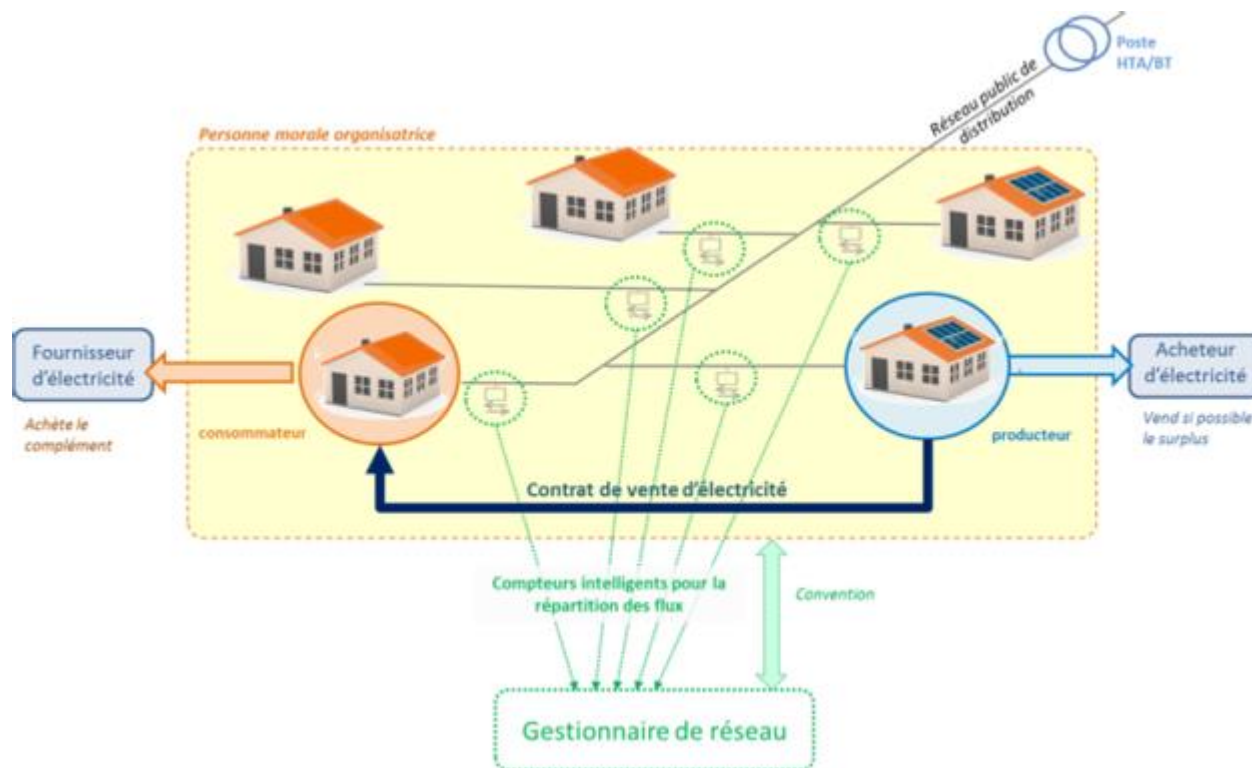 Poste
HTA/BT
Réseau public de
distribution
Personne morale organisatrice
Fournisseur
d'électricité
Achète le
complément
consommateur
producteur
Acheteur
d'électricité
Vend si possible
le surplus
Contrat de vente d'électricité
Compteurs intelligents pour la
répartition des flux
Convention
Gestionnaire de réseau